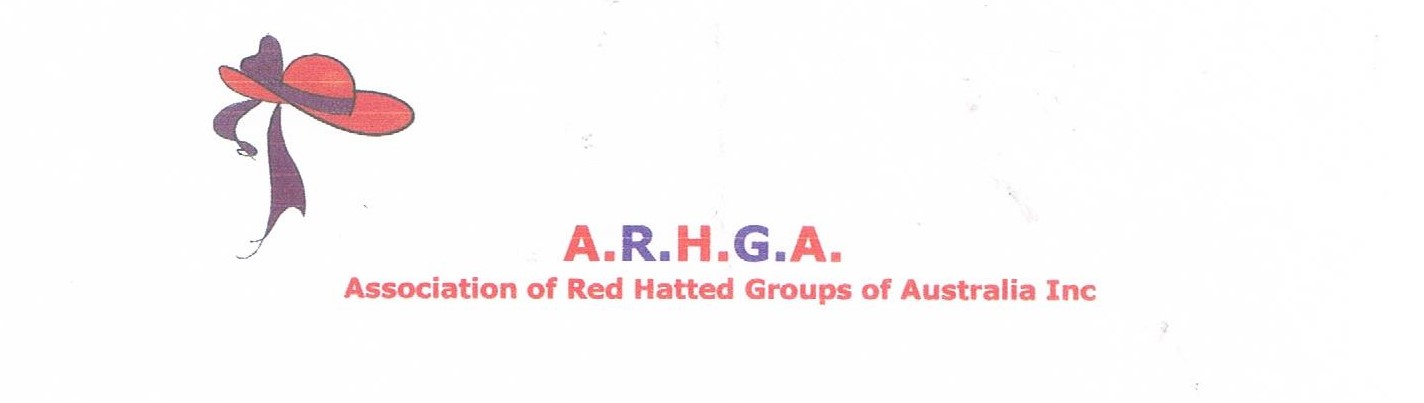 A.R.H.G.A.
Association of Red Hatted Groups of Australia Inc